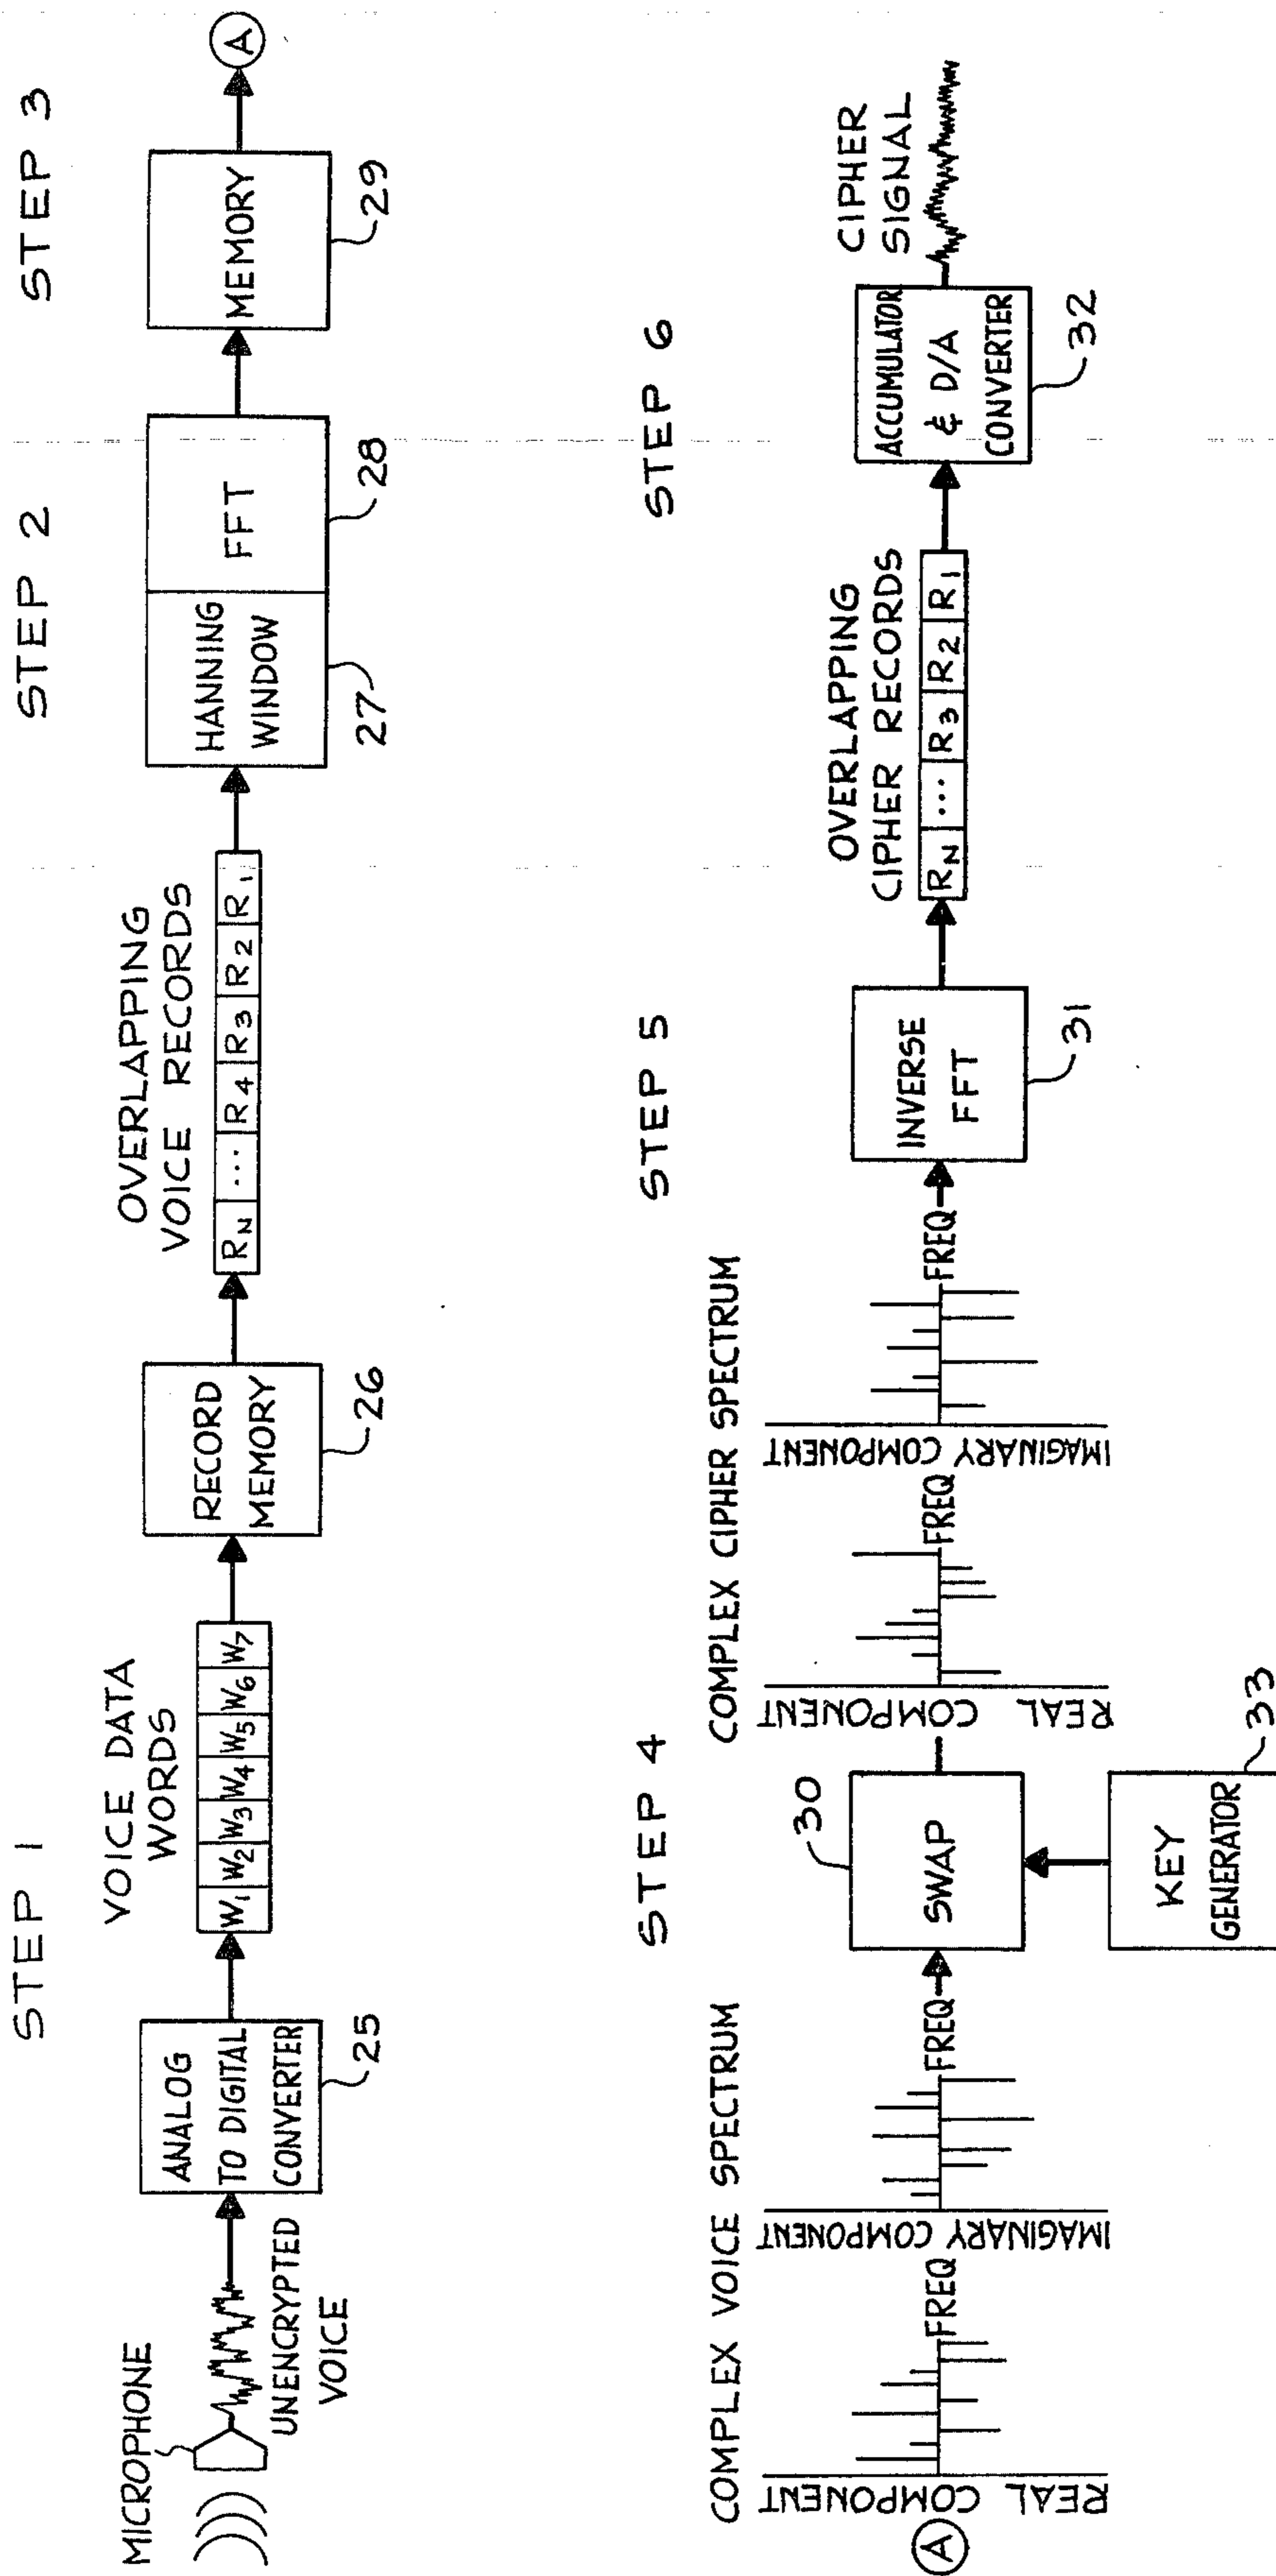 STEP 1
STEP 2
STEP 3
MICROPHONE
UNENCRYPTED
VOICE
ANALOG
TO DIGITAL
CONVERTER
25
VOICE DATA
WORDS
W1 W2 W3 W4 W5 W6 W7
RECORD
MEMORY
26
OVERLAPPING
VOICE RECORDS
RN ... R4 R3 R2 R1
HANNING
WINDOW
27
FFT
28
MEMORY
29
A
STEP 4
STEP 5
STEP 6
A
COMPLEX VOICE SPECTRUM
REAL COMPONENT
FREQ
IMAGINARY COMPONENT
FREQ
30
SWAP
KEY
GENERATOR
33
COMPLEX CIPHER SPECTRUM
REAL COMPONENT
FREQ
IMAGINARY COMPONENT
FREQ
INVERSE
FFT
31
OVERLAPPING
CIPHER RECORDS
RN ... R3 R2 R1
ACCUMULATOR
& D/A
CONVERTER
32
CIPHER
SIGNAL